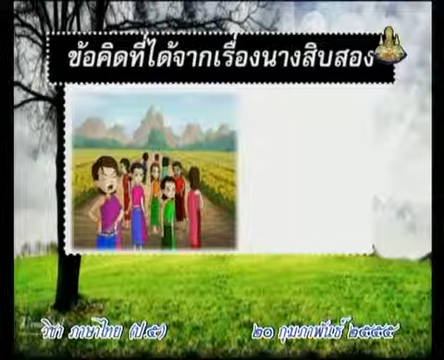 ข้อคิดที่ได้จากเรื่องนางสิบสอง
วิชา ภาษาไทย (ป.๕)
๒๐ กุมภาพันธ์ ๒๕๕๕